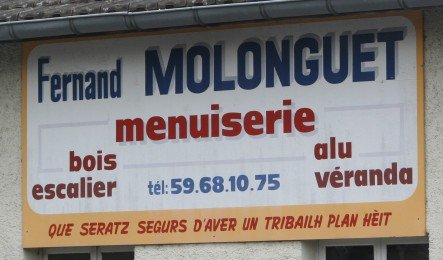 Fernand MOLONGUET
menuiserie
bois alu
escalier tél: 59.68.10.75 véranda
QUE SERATZ SEGURS D'AVER UN TRIBAILH PLAN HÈIT